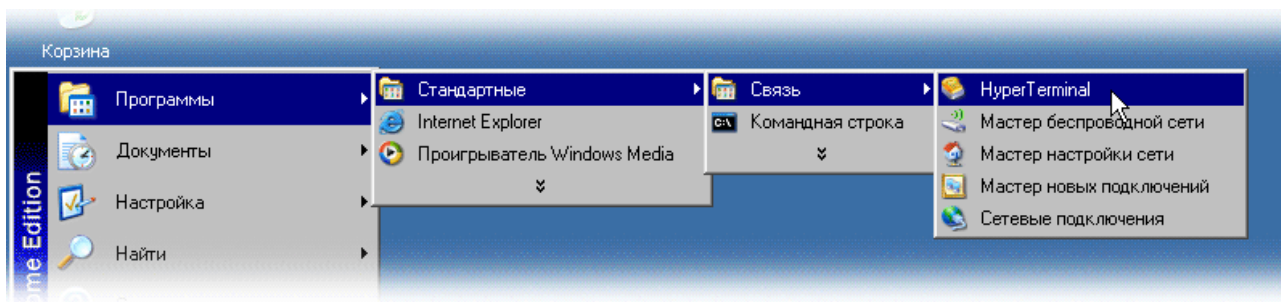 Корзина
Программы
Документы
Настройка
Найти
ome Edition
Стандартные
Internet Explorer
Проигрыватель Windows Media
Связь
C:\
Командная строка
HyperTerminal
Мастер беспроводной сети
Мастер настройки сети
Мастер новых подключений
Сетевые подключения